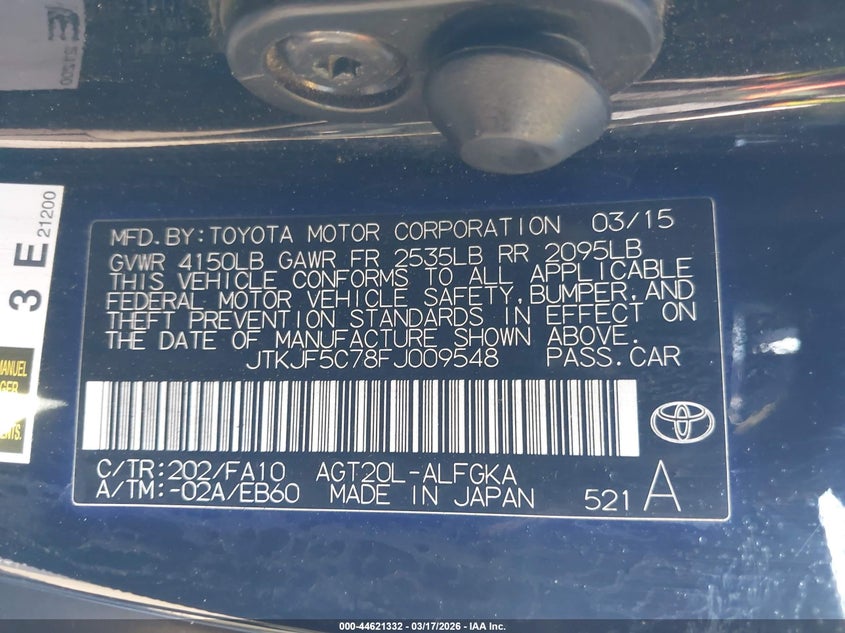 3 E
21200
MANUEL
MFD.BY:TOYOTA MOTOR CORPORATION 03/15
GVWR 4150LB GAWR FR 2535LB RR 2095LB
THIS VEHICLE CONFORMS TO ALL APPLICABLE
FEDERAL MOTOR VEHICLE SAFETY,BUMPER,AND
THEFT PREVENTION STANDARDS IN EFFECT ON
THE DATE OF MANUFACTURE SHOWN ABOVE.
JTKJF5C78FJ009548 PASS.CAR
C/TR:202/FA10 AGT20L-ALFGKA
A/TM:-02A/EB60 MADE IN JAPAN 521 A
000-44621332 - 03/17/2026 - IAA Inc.